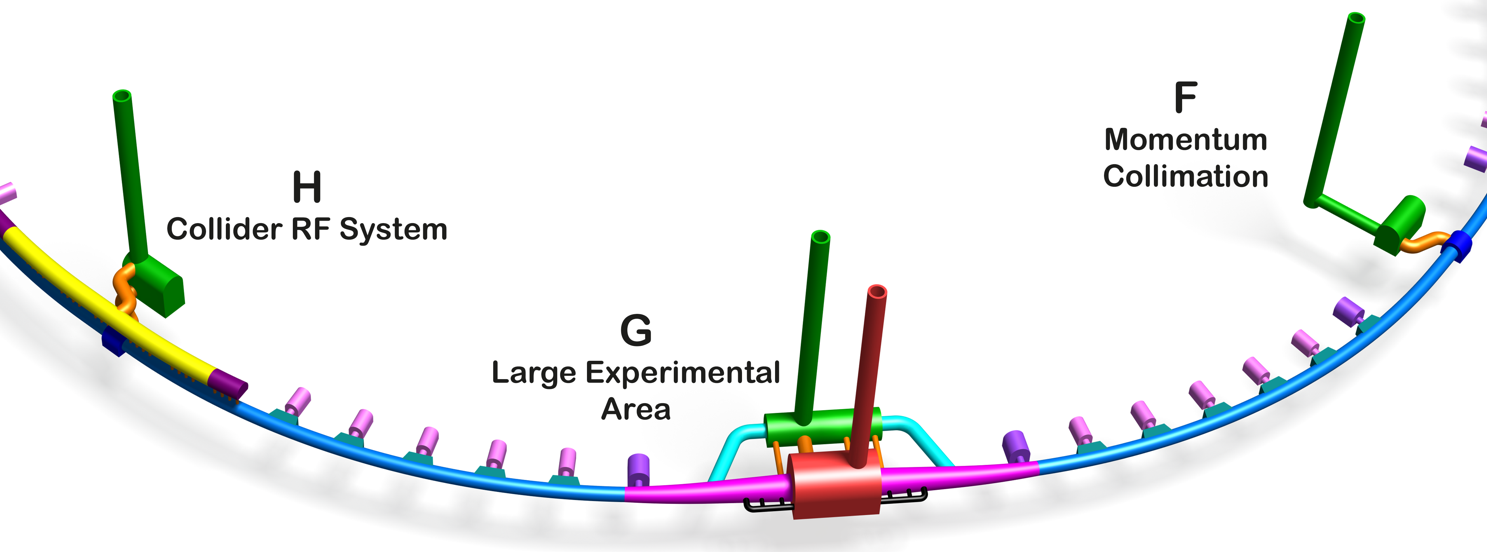 H
Collider RF System
G
Large Experimental
Area
F
Momentum
Collimation